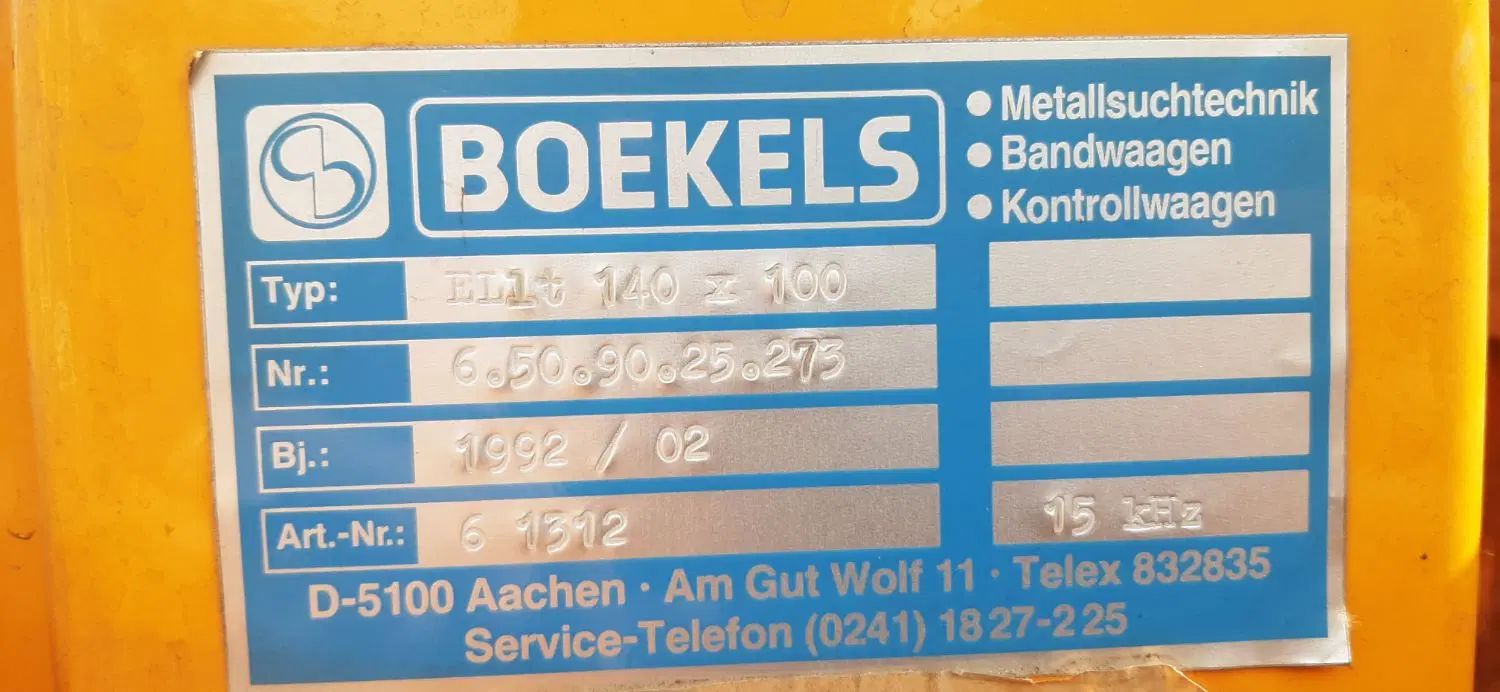 BOEKELS
• Metallsuchtechnik
• Bandwaagen
• Kontrollwaagen
Typ: EL1t 140 x 100
Nr.: 6.50.90.25.273
Bj.: 1992 / 02
Art.-Nr.: 6 1312 15 kHz
D-5100 Aachen · Am Gut Wolf 11 · Telex 832835
Service-Telefon (0241) 18 27-2 25